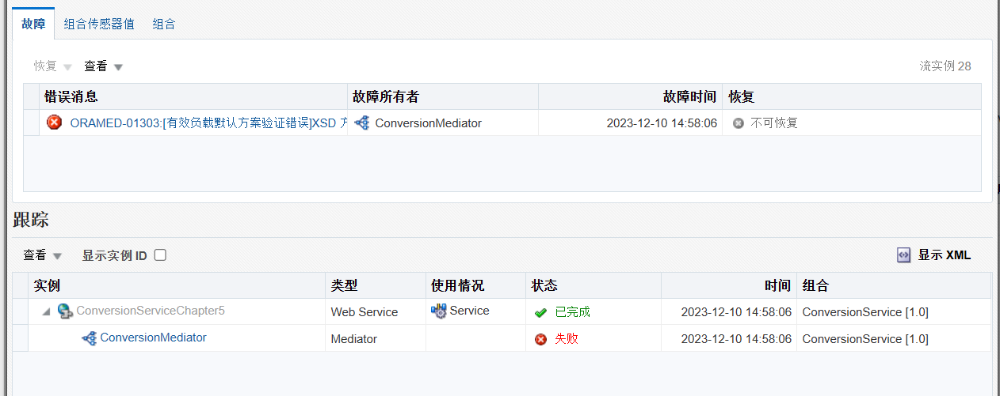 故障 组合传感器值 组合
恢复 查看 流实例 28
错误消息 故障所有者 故障时间 恢复
ORAMED-01303:[有效负载默认方案验证错误]XSD 方 ConversionMediator 2023-12-10 14:58:06 不可恢复
跟踪
查看 显示实例 ID 显示 XML
实例 类型 使用情况 状态 时间 组合
ConversionServiceChapter5 Web Service Service 已完成 2023-12-10 14:58:06 ConversionService [1.0]
ConversionMediator Mediator 失败 2023-12-10 14:58:06 ConversionService [1.0]